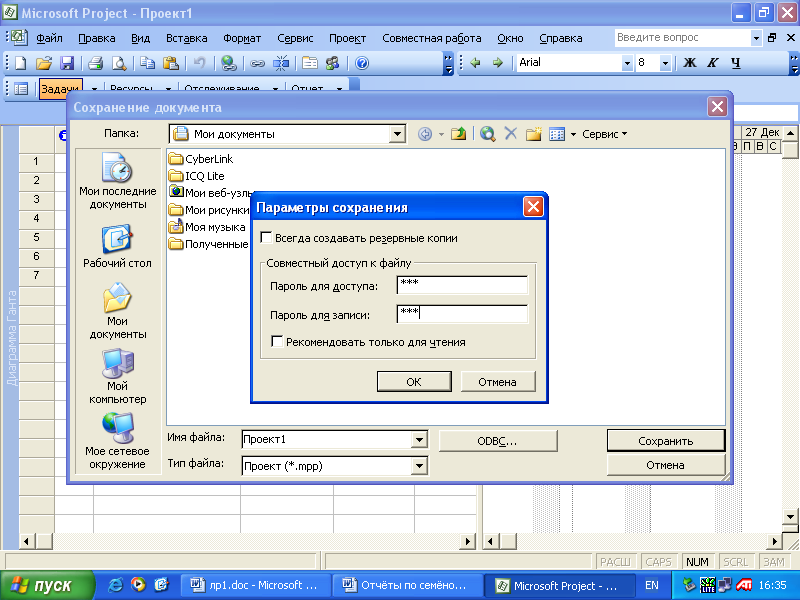 Microsoft Project - Проект1
Файл Правка Вид Вставка Формат Сервис Проект Совместная работа Окно Справка Введите вопрос
Arial 8 Ж К Ч
Задачи Ресурсы Отслеживание Отчет
Сохранение документа
Папка: Мои документы Сервис
27 Дек
П В С
1
2
3
4
5
6
7
Диаграмма Ганта
Мои последние документы
Рабочий стол
Мои документы
Мой компьютер
Мое сетевое окружение
CyberLink
ICQ Lite
Мои веб-узлы
Мои рисунки
Моя музыка
Полученные
Параметры сохранения
Всегда создавать резервные копии
Совместный доступ к файлу
Пароль для доступа: ***
Пароль для записи: ***
Рекомендовать только для чтения
ОК Отмена
Имя файла: Проект1 ODBC... Сохранить
Тип файла: Проект (*.mpp) Отмена
РАСШ CAPS NUM SCRL ЗАМ
пуск лр1.doc - Microsoft ... Отчёты по семёно... Microsoft Project - ... EN 16:35